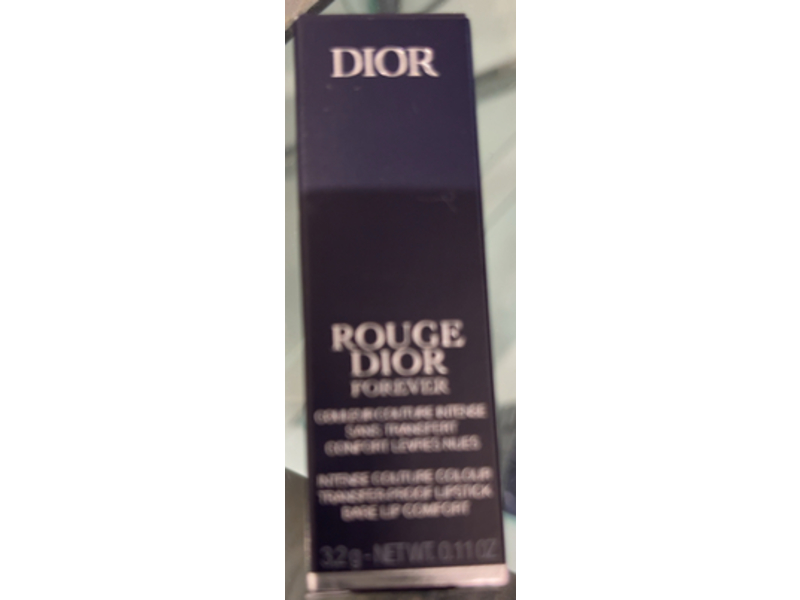 DIOR
ROUGE
DIOR
FOREVER
COULEUR COUTURE INTENSE
SANS TRANSFERT
CONFORT LÈVRES NUES
INTENSE COUTURE COLOUR
TRANSFER-PROOF LIPSTICK
BARE LIP COMFORT
3.2 g - NET WT. 0.11 OZ